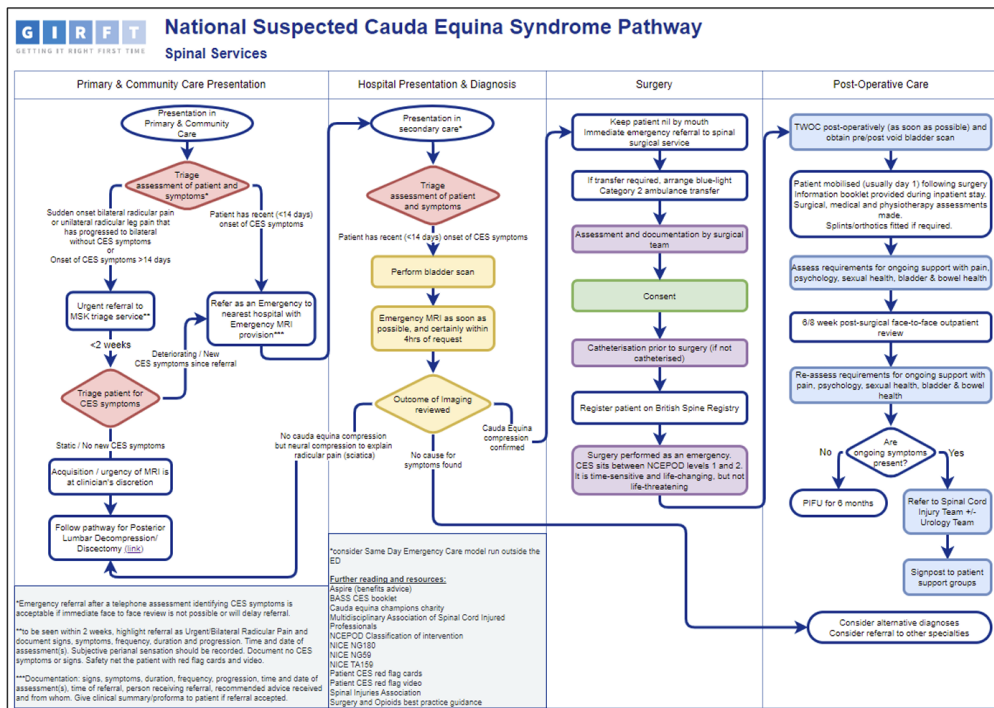 GIRFT
GETTING IT RIGHT FIRST TIME
National Suspected Cauda Equina Syndrome Pathway
Spinal Services
Primary & Community Care Presentation
Presentation in
Primary & Community
Care
Triage
assessment of patient and
symptoms*
Sudden onset bilateral radicular pain
or unilateral radicular leg pain that
has progressed to bilateral
without CES symptoms
or
Onset of CES symptoms >14 days
Patient has recent (<14 days)
onset of CES symptoms
Urgent referral to
MSK triage service**
Refer as an Emergency to
nearest hospital with
Emergency MRI
provision***
<2 weeks
Deteriorating / New
CES symptoms since referral
Triage patient for
CES symptoms
Static / No new CES symptoms
Acquisition / urgency of MRI is
at clinician's discretion
Follow pathway for Posterior
Lumbar Decompression/
Discectomy (link)
*Emergency referral after a telephone assessment identifying CES symptoms is
acceptable if immediate face to face review is not possible or will delay referral.
**to be seen within 2 weeks, highlight referral as Urgent/Bilateral Radicular Pain and
document signs, symptoms, frequency, duration and progression. Time and date of
assessment(s). Subjective perianal sensation should be recorded. Document no CES
symptoms or signs. Safety net the patient with red flag cards and video.
***Documentation: signs, symptoms, duration, frequency, progression, time and date of
assessment(s), time of referral, person receiving referral, recommended advice received
and from whom. Give clinical summary/proforma to patient if referral accepted.
Hospital Presentation & Diagnosis
Presentation in
secondary care*
Triage
assessment of patient
and symptoms
Patient has recent (<14 days) onset of CES symptoms
Perform bladder scan
Emergency MRI as soon as
possible, and certainly within
4hrs of request
Outcome of Imaging
reviewed
No cauda equina compression
but neural compression to explain
radicular pain (sciatica)
No cause for
symptoms found
Cauda Equina
compression
confirmed
*consider Same Day Emergency Care model run outside the
ED
Further reading and resources:
Aspire (benefits advice)
BASS CES booklet
Cauda equina champions charity
Multidisciplinary Association of Spinal Cord Injured
Professionals
NCEPOD Classification of intervention
NICE NG180
NICE NG59
NICE TA159
Patient CES red flag cards
Patient CES red flag video
Spinal Injuries Association
Surgery and Opioids best practice guidance
Surgery
Keep patient nil by mouth
Immediate emergency referral to spinal
surgical service
If transfer required, arrange blue-light
Category 2 ambulance transfer
Assessment and documentation by surgical
team
Consent
Catheterisation prior to surgery (if not
catheterised)
Register patient on British Spine Registry
Surgery performed as an emergency.
CES sits between NCEPOD levels 1 and 2.
It is time-sensitive and life-changing, but not
life-threatening
Post-Operative Care
TWOC post-operatively (as soon as possible) and
obtain pre/post void bladder scan
Patient mobilised (usually day 1) following surgery
Information booklet provided during inpatient stay.
Surgical, medical and physiotherapy assessments
made.
Splints/orthotics fitted if required.
Assess requirements for ongoing support with pain,
psychology, sexual health, bladder & bowel health
6/8 week post-surgical face-to-face outpatient
review
Re-assess requirements for ongoing support with
pain, psychology, sexual health, bladder & bowel
health
Are
ongoing symptoms
present?
No
Yes
PIFU for 6 months
Refer to Spinal Cord
Injury Team +/-
Urology Team
Signpost to patient
support groups
Consider alternative diagnoses
Consider referral to other specialties